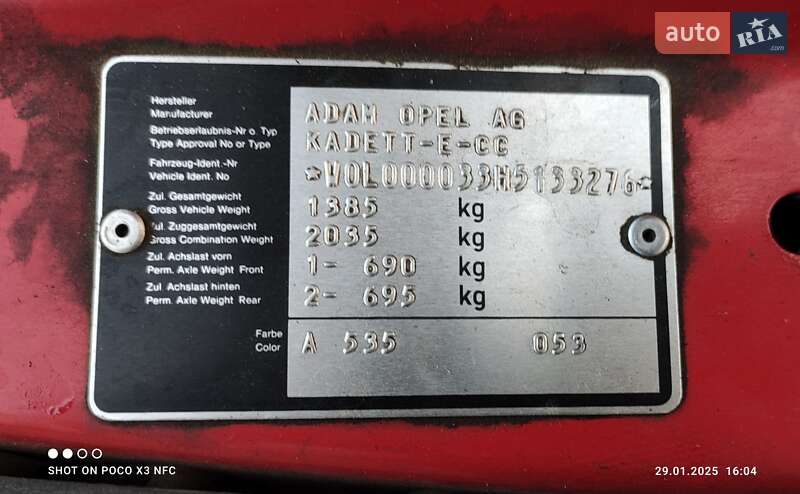 auto RIA .com
Hersteller
Manufacturer
ADAM OPEL AG
Betriebserlaubnis-Nr o. Typ
Type Approval No or Type
KADETT-E-CC
Fahrzeug-Ident.-Nr
Vehicle Ident. No
*W0L000033H5133276*
Zul. Gesamtgewicht
Gross Vehicle Weight
1385 kg
Zul. Zuggesamtgewicht
Gross Combination Weight
2035 kg
Zul. Achslast vorn
Perm. Axle Weight Front
1- 690 kg
Zul. Achslast hinten
Perm. Axle Weight Rear
2- 695 kg
Farbe
Color
A 535 053
SHOT ON POCO X3 NFC
29.01.2025 16:04